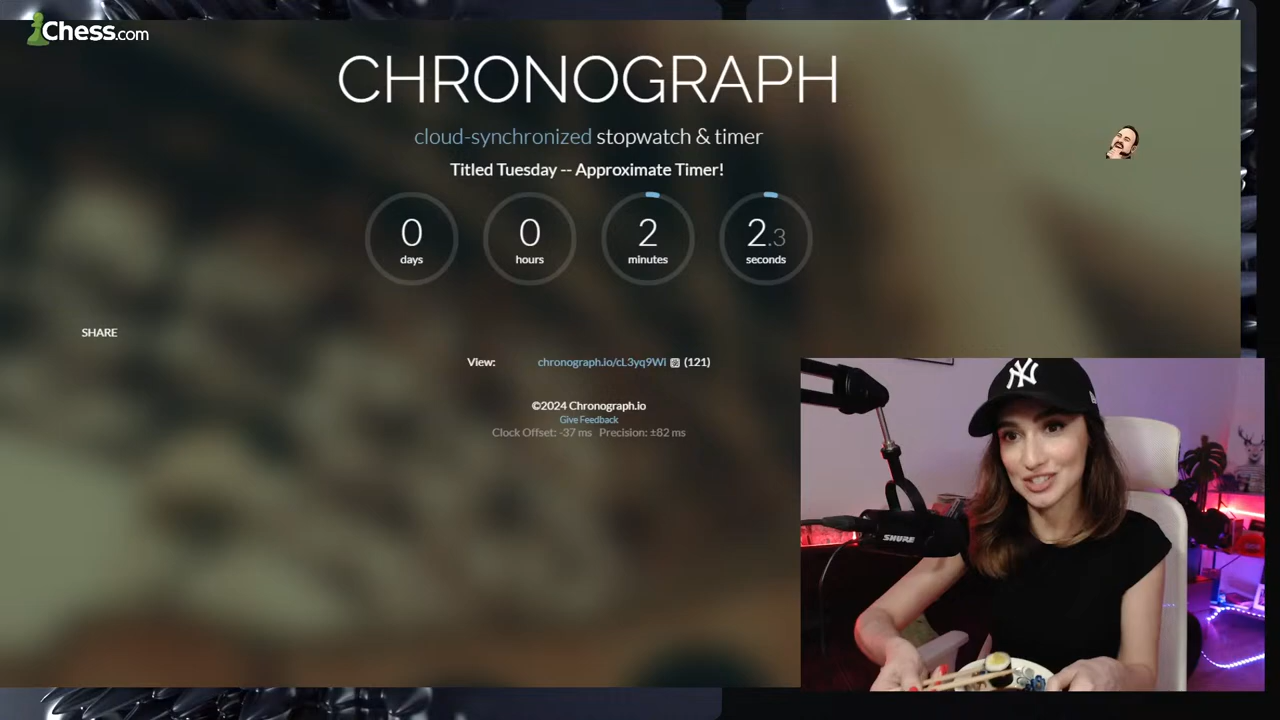 Chess.com
CHRONOGRAPH
cloud-synchronized stopwatch & timer
Titled Tuesday -- Approximate Timer!
0 0 2 2.3
days hours minutes seconds
SHARE
View: chronograph.io/cL3yq9Wi (121)
©2024 Chronograph.io
Give Feedback
Clock Offset: -37 ms Precision: ±82 ms
NY
SHURE